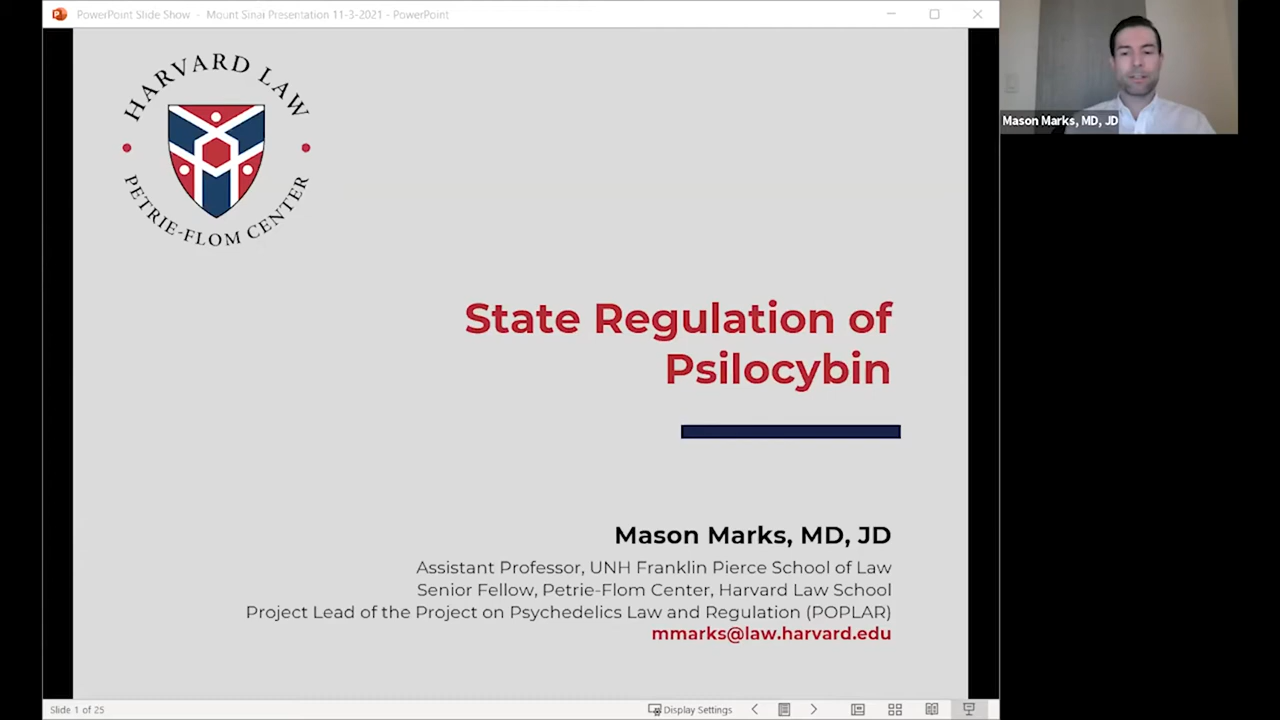 PowerPoint Slide Show - Mount Sinai Presentation 11-3-2021 - PowerPoint
HARVARD LAW
PETRIE-FLOM CENTER
State Regulation of
Psilocybin
Mason Marks, MD, JD
Assistant Professor, UNH Franklin Pierce School of Law
Senior Fellow, Petrie-Flom Center, Harvard Law School
Project Lead of the Project on Psychedelics Law and Regulation (POPLAR)
mmarks@law.harvard.edu
Mason Marks, MD, JD
Slide 1 of 25
Display Settings